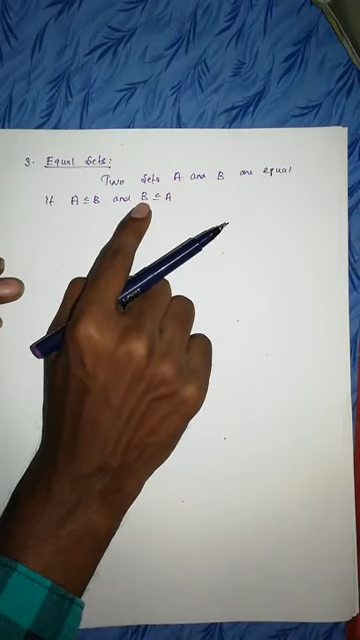 3. Equal Sets:
Two Sets A and B are equal
If A ⊆ B and B ⊆ A